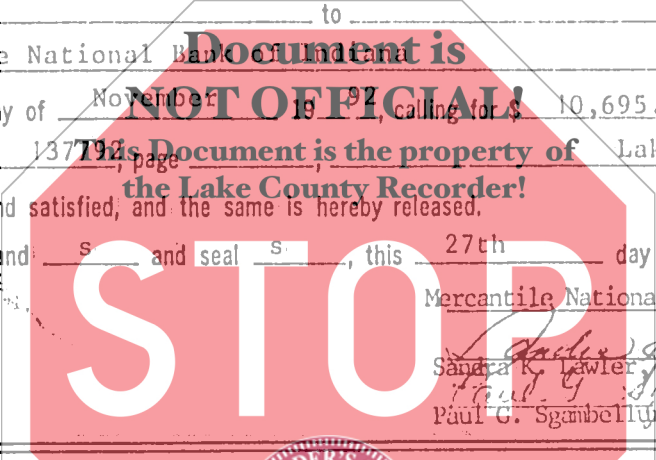 to
e National Bank of Indiana
Document is
NOT OFFICIAL!
y of November 19 92, calling for $ 10,695.
This Document is the property of
137792, page , Lak
the Lake County Recorder!
nd satisfied, and the same is hereby released.
and s and seal s , this 27th day
STOP
Mercantile Nationa
Sandra K. Lawler,
Paul G. Sgambelluri